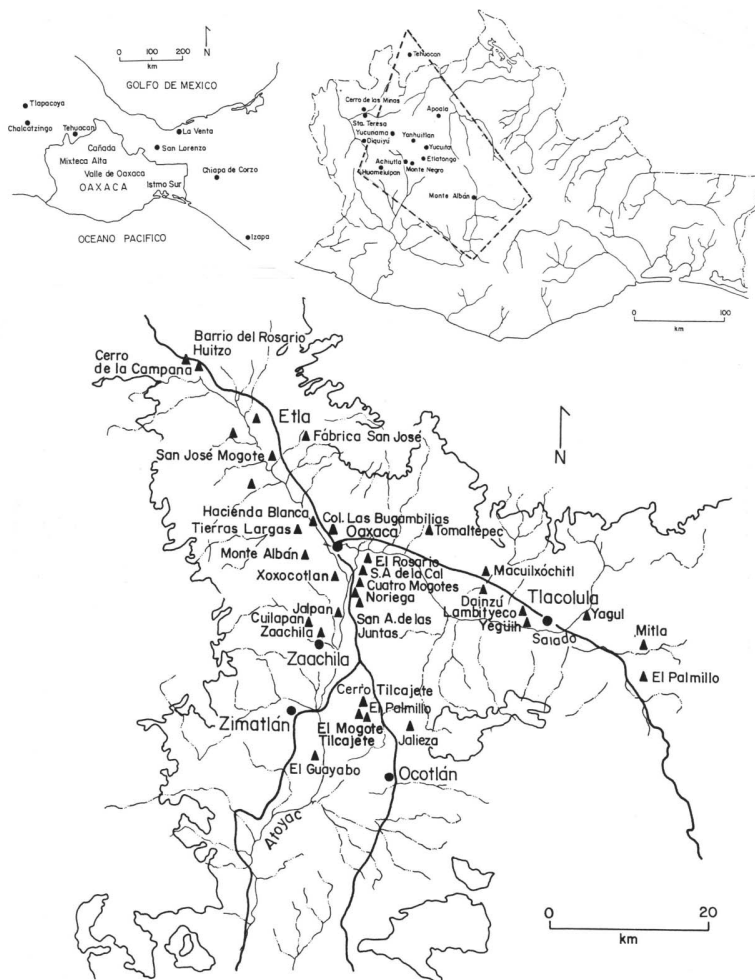 0 100 200
km
N
GOLFO DE MEXICO
Tlapacoya
Chalcatzingo
Tehuacan
La Venta
Cañada
San Lorenzo
Mixteca Alta
Valle de Oaxaca
Chiapa de Corzo
OAXACA
Istmo Sur
OCEANO PACIFICO
Izapa
Tehuacan
Cerro de las Minas
Apoala
Sta. Teresa
Yucunama
Yanhuitlan
Diquiyú
Yucuita
Achiutla
Etlatongo
Huamelulpan
Monte Negro
Monte Albán
0 100
km
Barrio del Rosario
Huitzo
Cerro
de la Campana
Etla
Fábrica San José
N
San José Mogote
Hacienda Blanca
Col. Las Bugambilias
Tierras Largas
Oaxaca
Tomaltepec
Monte Albán
El Rosario
Macuilxóchitl
Xoxocotlan
S.A. de la Cal
Cuatro Mogotes
Tlacolula
Noriega
Dainzú
Jalpan
Lambityeco
Yagul
Cuilapan
San A. de las
Juntas
Yegüih
Mitla
Zaachila
Salado
Zaachila
El Palmillo
Cerro Tilcajete
Zimatlán
El Palmillo
El Mogote
Tilcajete
Jalieza
El Guayabo
Ocotlán
Atoyac
0 20
km